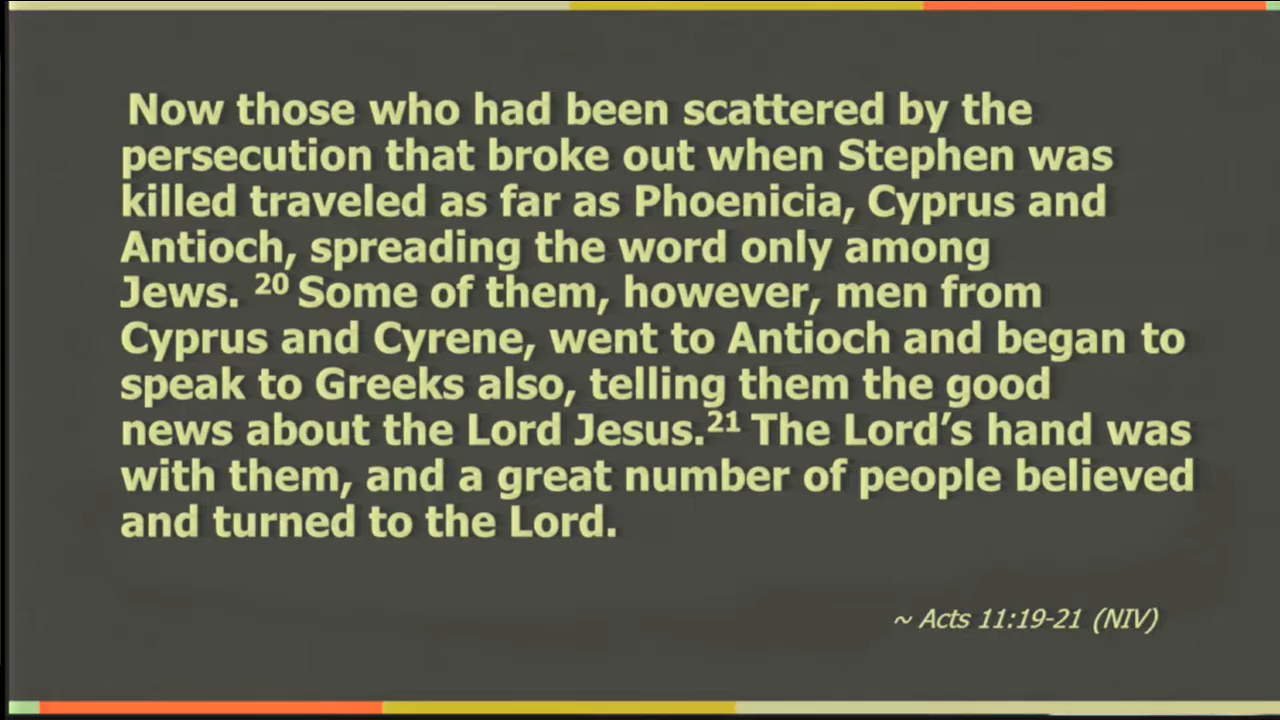 Now those who had been scattered by the
persecution that broke out when Stephen was
killed traveled as far as Phoenicia, Cyprus and
Antioch, spreading the word only among
Jews. 20 Some of them, however, men from
Cyprus and Cyrene, went to Antioch and began to
speak to Greeks also, telling them the good
news about the Lord Jesus.21 The Lord’s hand was
with them, and a great number of people believed
and turned to the Lord.
~ Acts 11:19-21 (NIV)